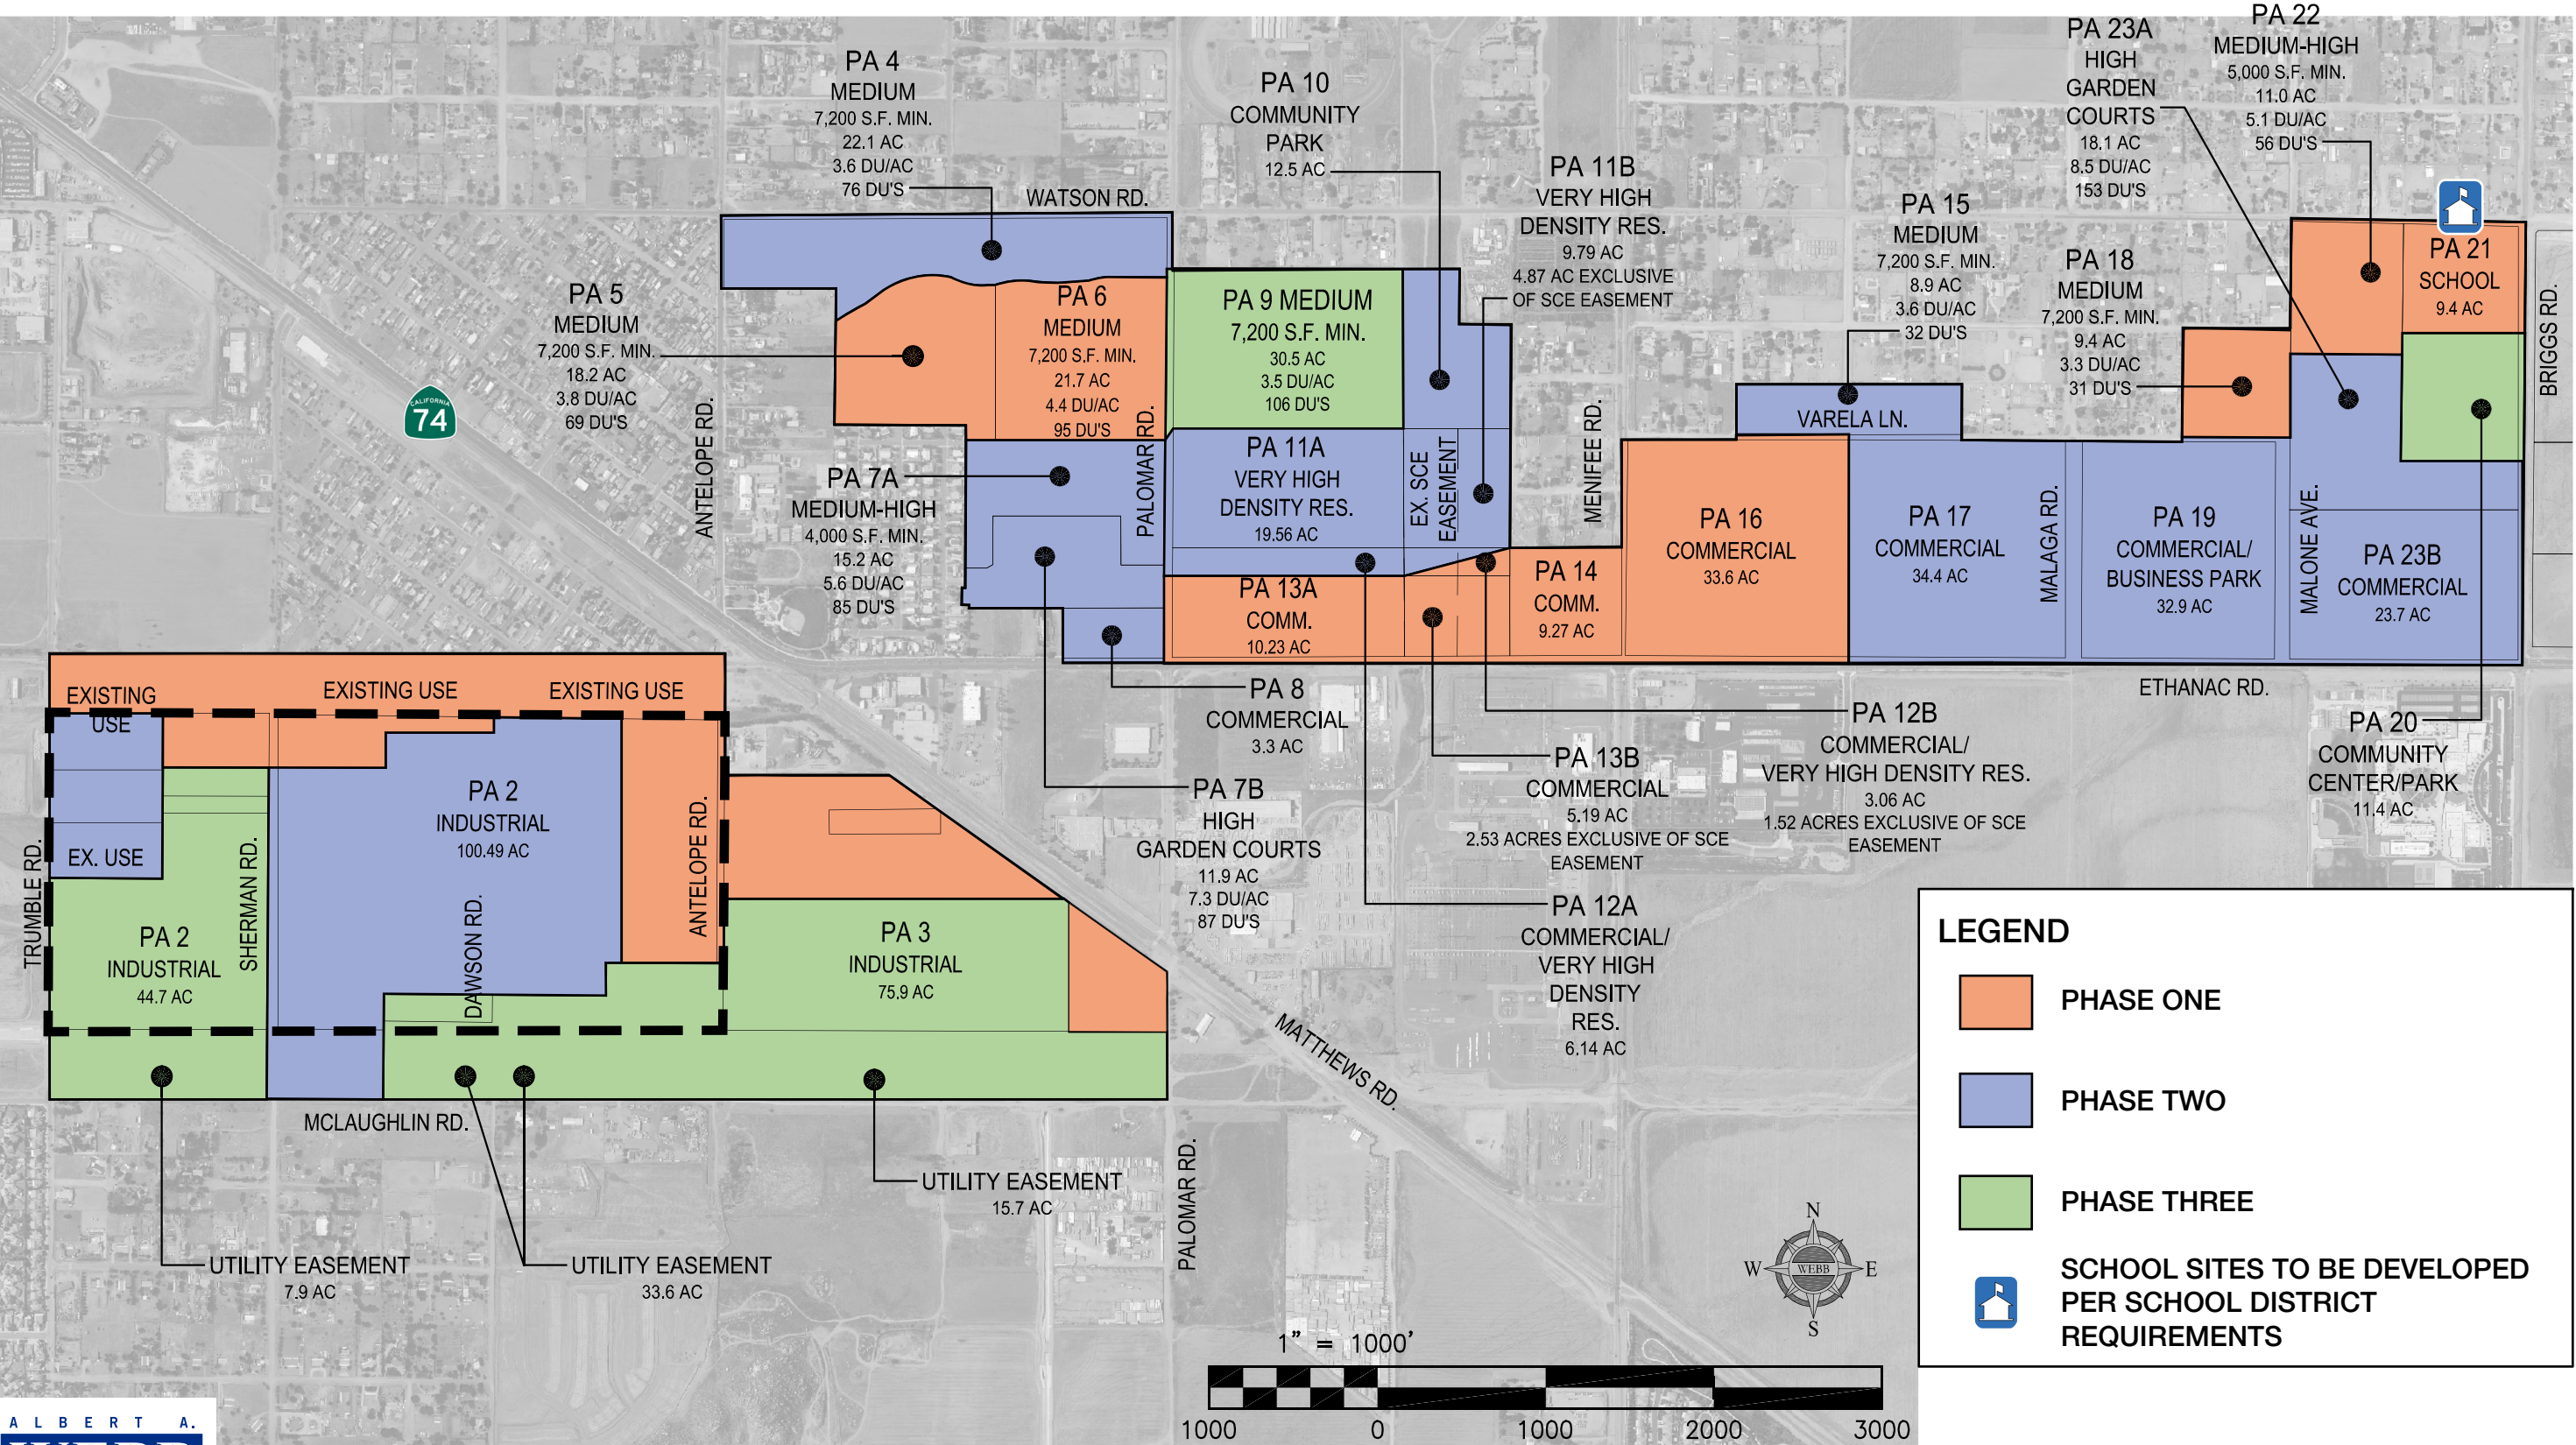 PA 4
MEDIUM
7,200 S.F. MIN.
22.1 AC
3.6 DU/AC
76 DU'S
WATSON RD.
PA 10
COMMUNITY
PARK
12.5 AC
PA 11B
VERY HIGH
DENSITY RES.
9.79 AC
4.87 AC EXCLUSIVE
OF SCE EASEMENT
PA 15
MEDIUM
7,200 S.F. MIN.
8.9 AC
3.6 DU/AC
32 DU'S
PA 23A
HIGH
GARDEN
COURTS
18.1 AC
8.5 DU/AC
153 DU'S
PA 22
MEDIUM-HIGH
5,000 S.F. MIN.
11.0 AC
5.1 DU/AC
56 DU'S
PA 18
MEDIUM
7,200 S.F. MIN.
9.4 AC
3.3 DU/AC
31 DU'S
PA 21
SCHOOL
9.4 AC
BRIGGS RD.
PA 5
MEDIUM
7,200 S.F. MIN.
18.2 AC
3.8 DU/AC
69 DU'S
CALIFORNIA
74
ANTELOPE RD.
PA 6
MEDIUM
7,200 S.F. MIN.
21.7 AC
4.4 DU/AC
95 DU'S
PALOMAR RD.
PA 9 MEDIUM
7,200 S.F. MIN.
30.5 AC
3.5 DU/AC
106 DU'S
PA 7A
MEDIUM-HIGH
4,000 S.F. MIN.
15.2 AC
5.6 DU/AC
85 DU'S
PA 11A
VERY HIGH
DENSITY RES.
19.56 AC
EX. SCE
EASEMENT
MENIFEE RD.
VARELA LN.
PA 16
COMMERCIAL
33.6 AC
PA 17
COMMERCIAL
34.4 AC
MALAGA RD.
PA 19
COMMERCIAL/
BUSINESS PARK
32.9 AC
MALONE AVE.
PA 23B
COMMERCIAL
23.7 AC
PA 13A
COMM.
10.23 AC
PA 14
COMM.
9.27 AC
ETHANAC RD.
EXISTING
USE
EXISTING USE
EXISTING USE
PA 8
COMMERCIAL
3.3 AC
PA 12B
COMMERCIAL/
VERY HIGH DENSITY RES.
3.06 AC
1.52 ACRES EXCLUSIVE OF SCE
EASEMENT
PA 20
COMMUNITY
CENTER/PARK
11.4 AC
PA 13B
COMMERCIAL
5.19 AC
2.53 ACRES EXCLUSIVE OF SCE
EASEMENT
PA 7B
HIGH
GARDEN COURTS
11.9 AC
7.3 DU/AC
87 DU'S
PA 12A
COMMERCIAL/
VERY HIGH
DENSITY
RES.
6.14 AC
EX. USE
TRUMBLE RD.
PA 2
INDUSTRIAL
44.7 AC
SHERMAN RD.
PA 2
INDUSTRIAL
100.49 AC
DAWSON RD.
ANTELOPE RD.
PA 3
INDUSTRIAL
75.9 AC
MATTHEWS RD.
MCLAUGHLIN RD.
PALOMAR RD.
UTILITY EASEMENT
15.7 AC
UTILITY EASEMENT
7.9 AC
UTILITY EASEMENT
33.6 AC
LEGEND
PHASE ONE
PHASE TWO
PHASE THREE
SCHOOL SITES TO BE DEVELOPED
PER SCHOOL DISTRICT
REQUIREMENTS
N
W
WEBB
E
S
1" = 1000'
1000
0
1000
2000
3000
ALBERT A.